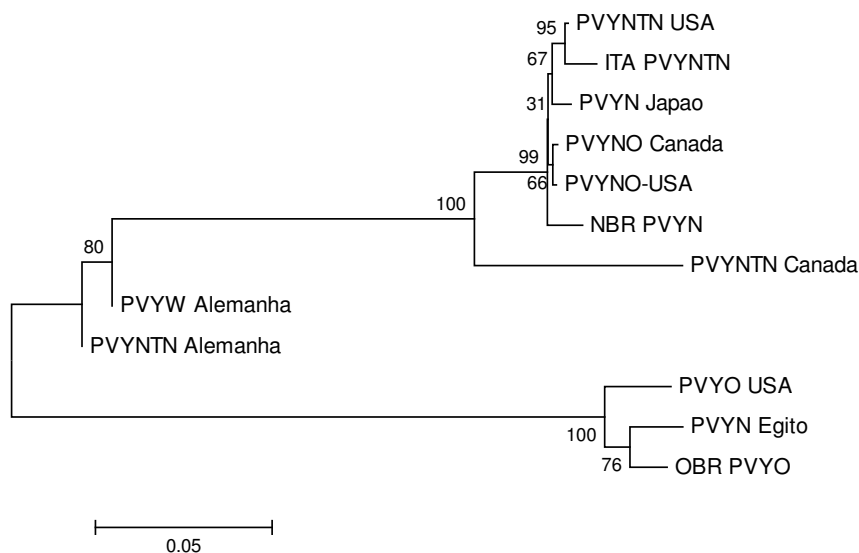 95
PVYNTN USA
67
ITA PVYNTN
31
PVYN Japao
PVYNO Canada
99
66
PVYNO-USA
100
NBR PVYN
80
PVYNTN Canada
PVYW Alemanha
PVYNTN Alemanha
PVYO USA
100
PVYN Egito
76
OBR PVYO
0.05